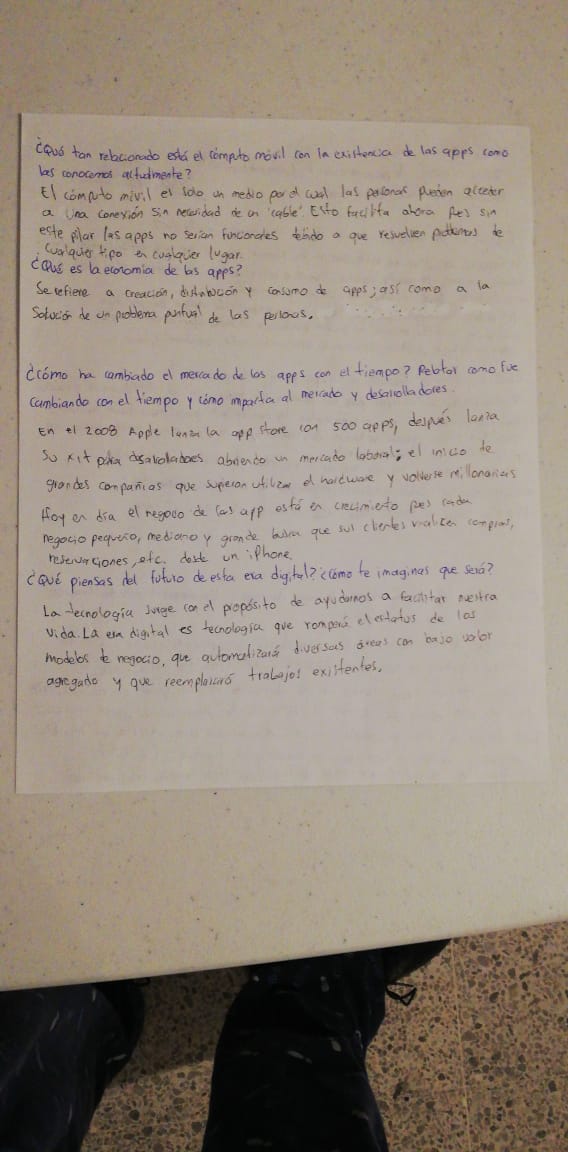 ¿Qué tan relacionado está el cómputo móvil con la existencia de las apps como
las conocemos actualmente?
El cómputo móvil es solo un medio por el cual las personas pueden acceder
a una conexión sin necesidad de un 'cable'. Esto facilita ahora pes sin
este pilar las apps no serian funcionales debido a que resuelven problemas de
cualquier tipo en cualquier lugar.
¿Qué es la economia de las apps?
Se refiere a creación, distribución y consumo de apps; así como a la
Solución de un problema puntual de las personas.
¿cómo ha cambiado el mercado de las apps con el tiempo? Relatar como fue
cambiando con el tiempo y cómo impacta al mercado y desarrolladores.
En el 2008 Apple lanza la app store con 500 apps, después lanza
su kit para desarrolladores abriendo un mercado laboral; el inicio de
grandes compañias que supieron utilizar el hardware y volverse millonarias
Hoy en día el negocio de las app está en crecimiento pes cada
negocio pequeño, mediano y grande busca que sus clientes realicen compras,
reservaciones, etc. desde un iPhone.
¿Qué piensas del futuro de esta era digital? ¿cómo te imaginas que será?
La tecnología surge con el propósito de ayudarnos a facilitar nuestra
vida. La era digital es tecnología que romperá el estatus de los
modelos de negocio, que automatizará diversas áreas con bajo valor
agregado y que reemplazará trabajos existentes.